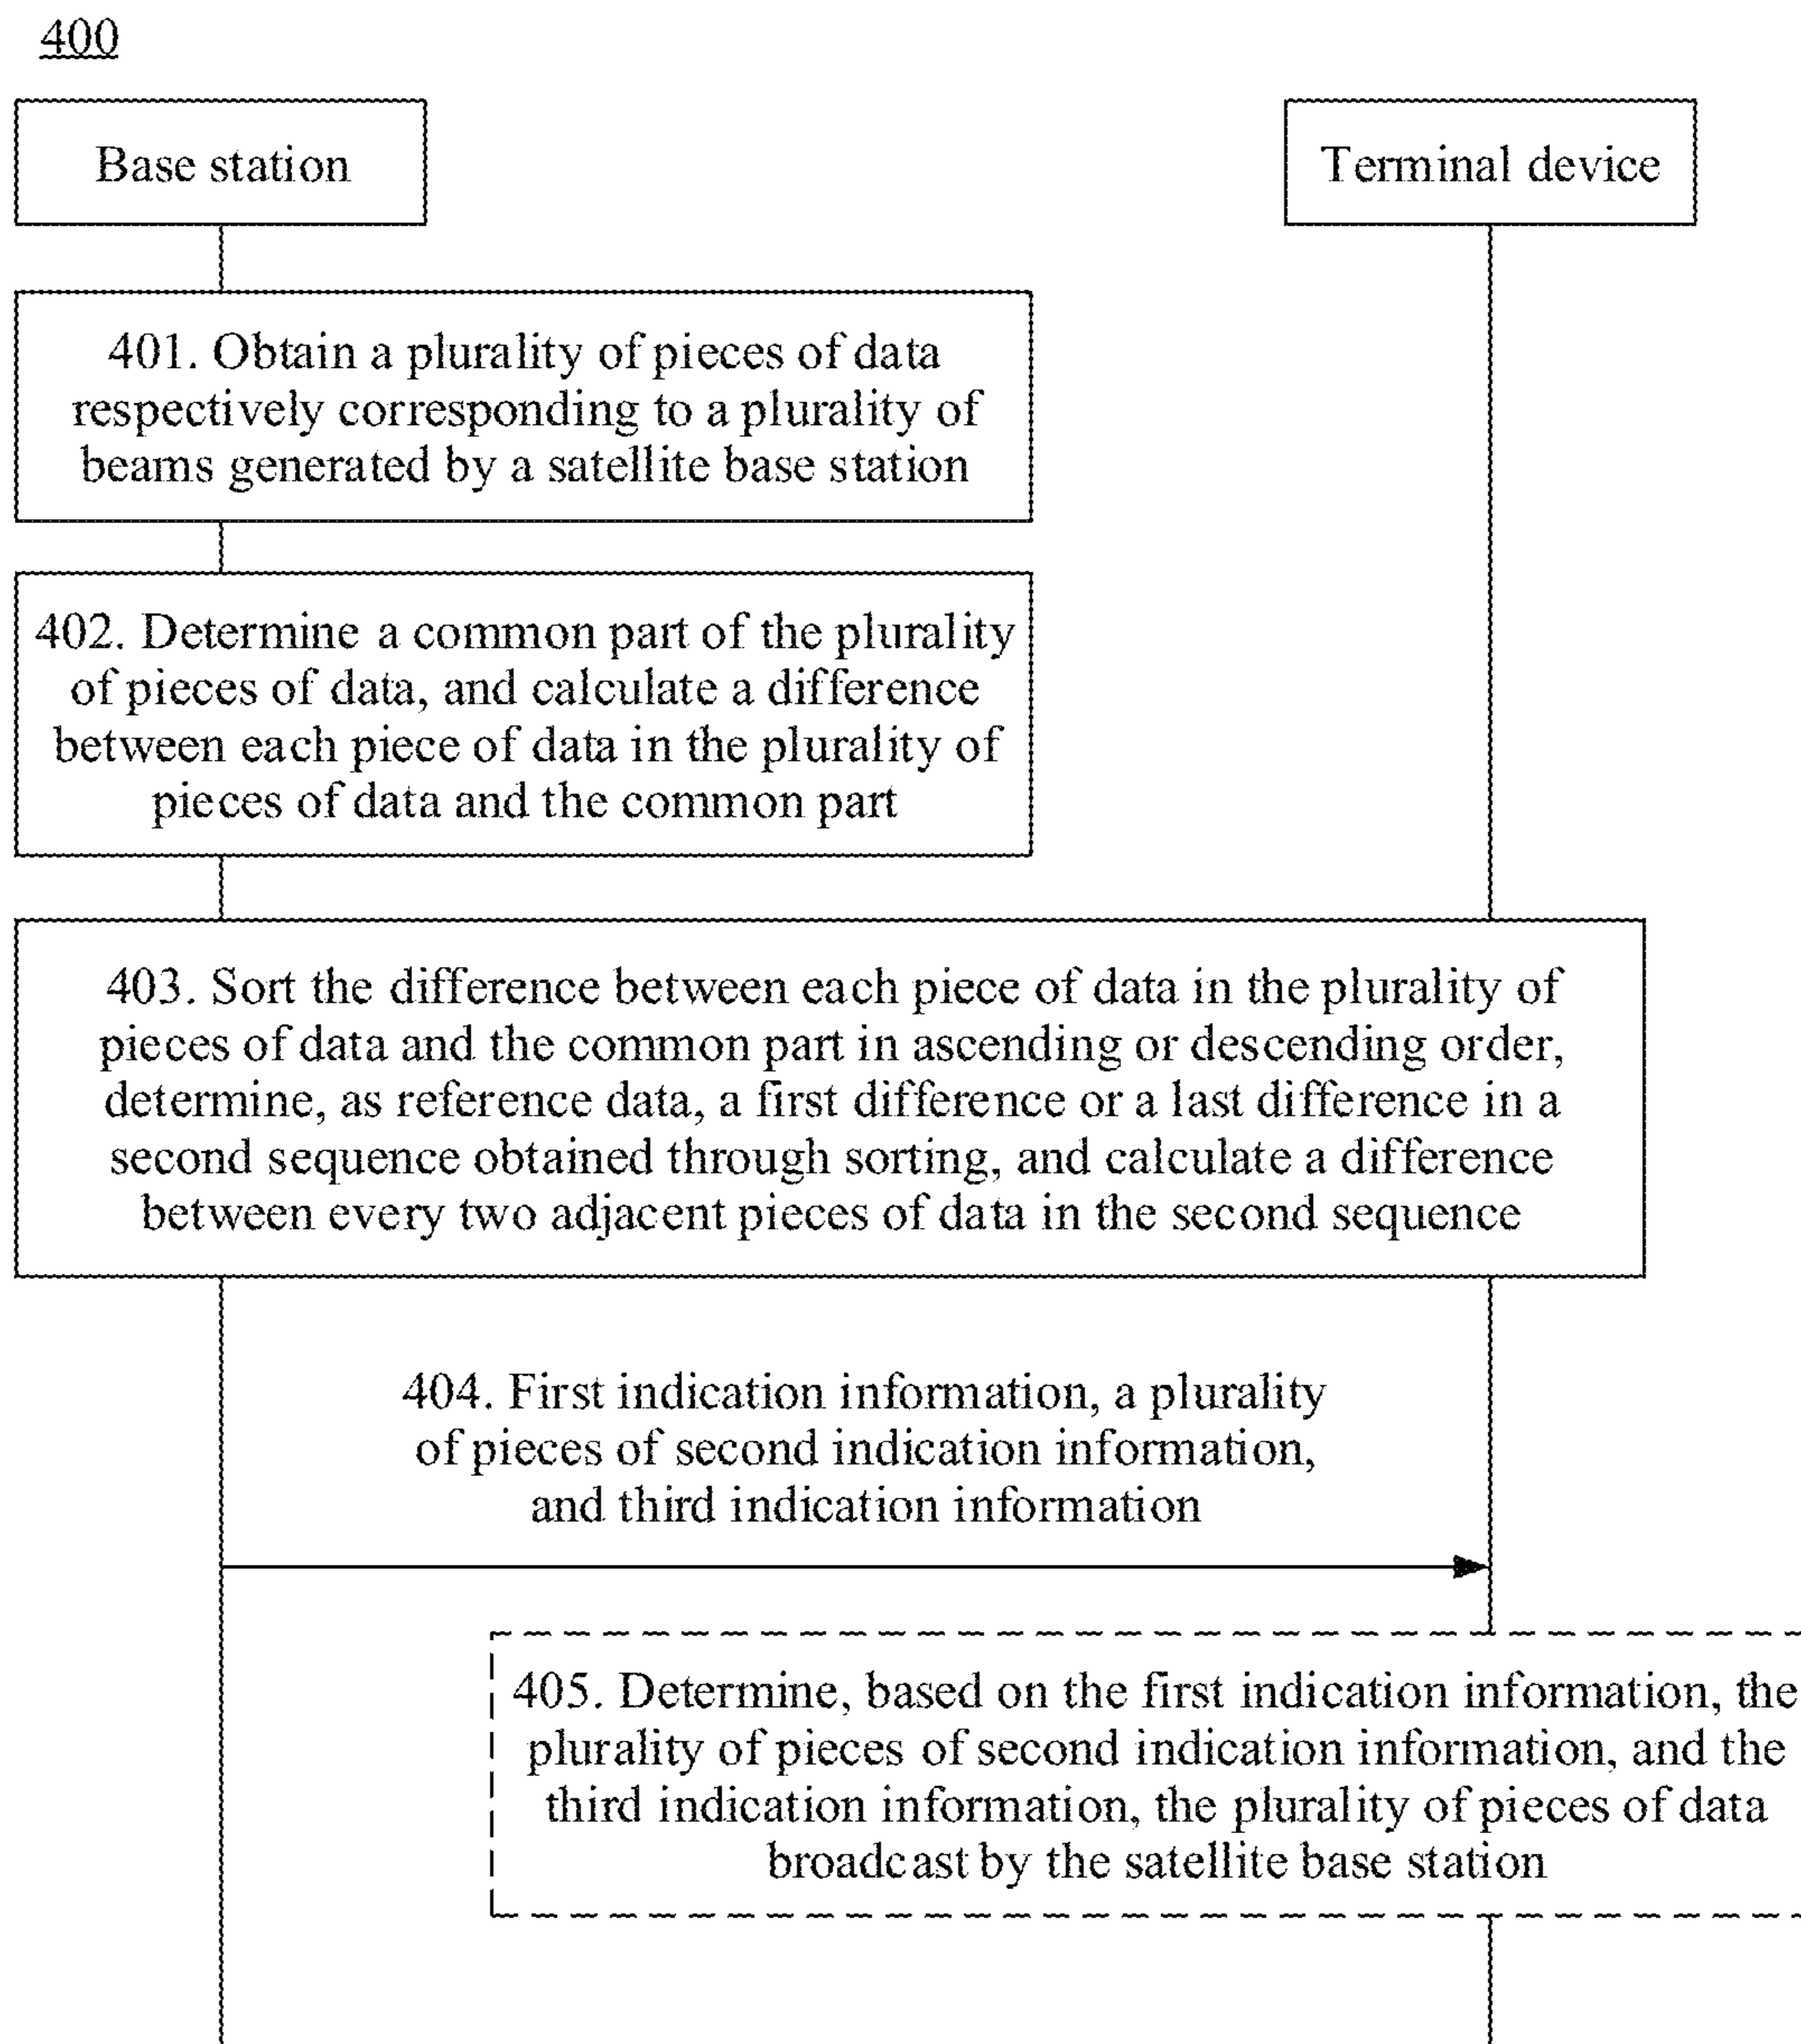 400
Base station
Terminal device
401. Obtain a plurality of pieces of data
respectively corresponding to a plurality of
beams generated by a satellite base station
402. Determine a common part of the plurality
of pieces of data, and calculate a difference
between each piece of data in the plurality of
pieces of data and the common part
403. Sort the difference between each piece of data in the plurality of
pieces of data and the common part in ascending or descending order,
determine, as reference data, a first difference or a last difference in a
second sequence obtained through sorting, and calculate a difference
between every two adjacent pieces of data in the second sequence
404. First indication information, a plurality
of pieces of second indication information,
and third indication information
405. Determine, based on the first indication information, the
plurality of pieces of second indication information, and the
third indication information, the plurality of pieces of data
broadcast by the satellite base station